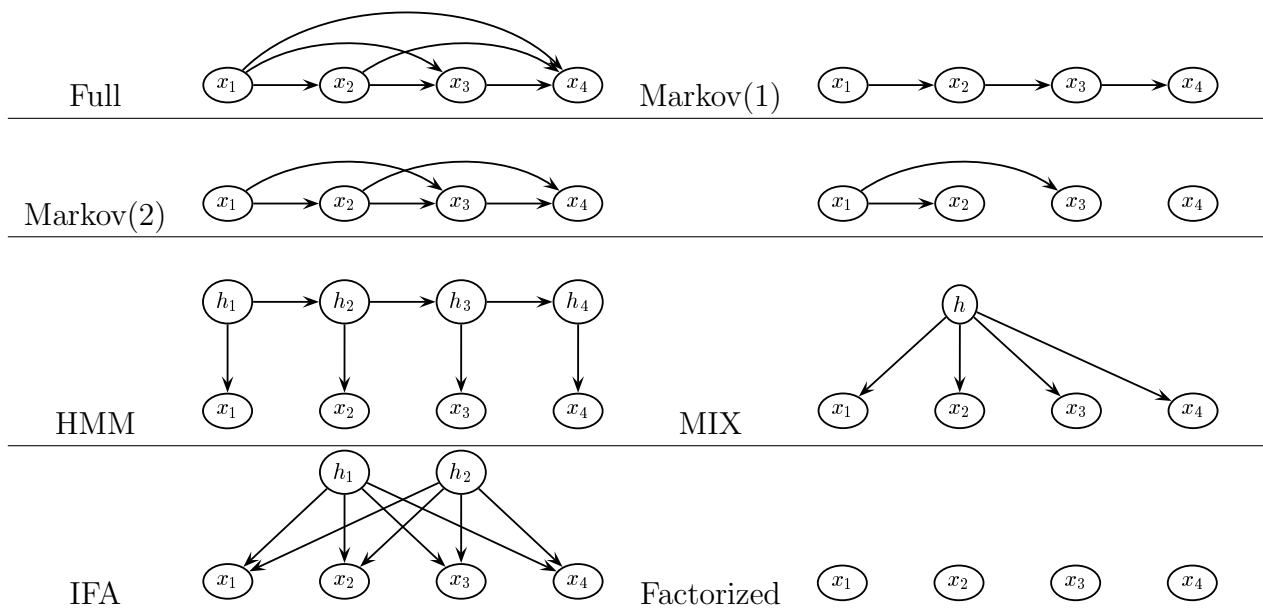 x₁ x₂ x₃ x₄
Full
x₁ x₂ x₃ x₄
Markov(1)
x₁ x₂ x₃ x₄
Markov(2)
x₁ x₂ x₃ x₄
h₁ h₂ h₃ h₄
x₁ x₂ x₃ x₄
HMM
h
x₁ x₂ x₃ x₄
MIX
h₁ h₂
x₁ x₂ x₃ x₄
IFA
x₁ x₂ x₃ x₄
Factorized